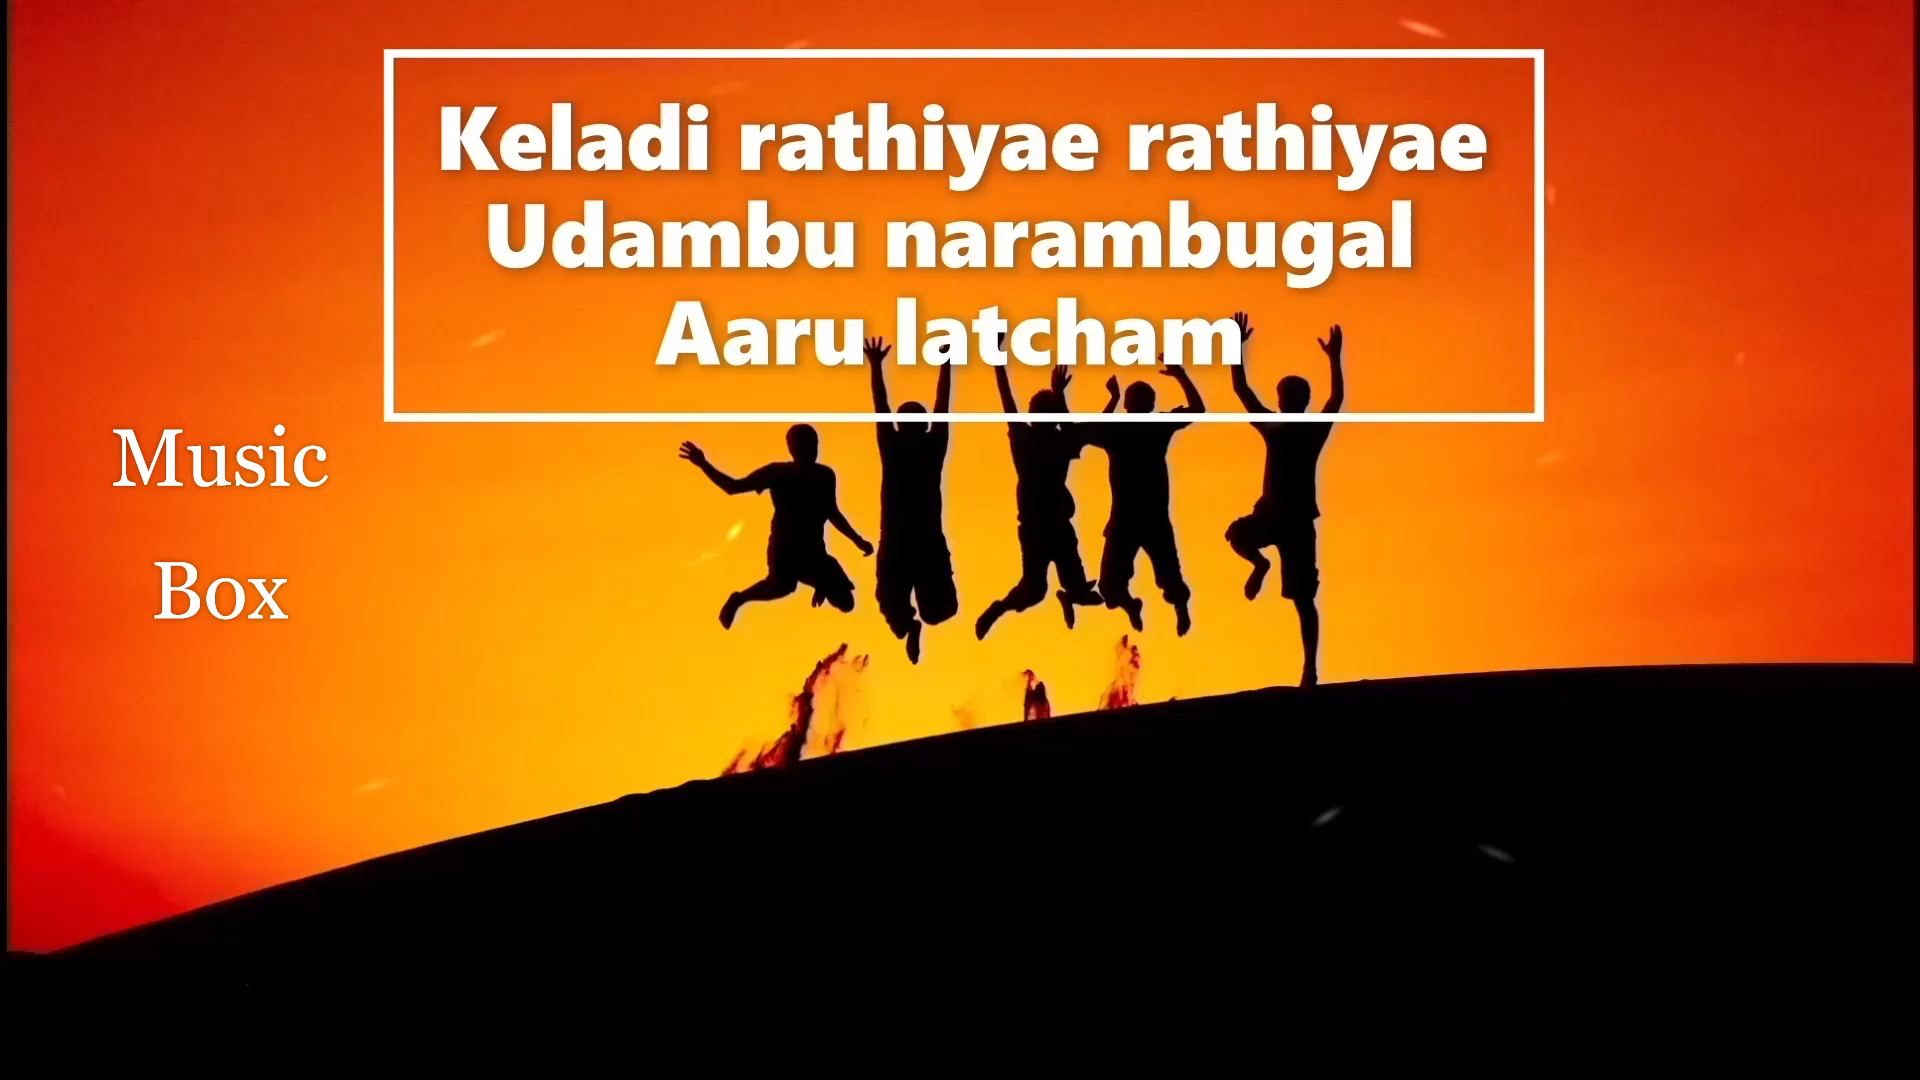 Keladi rathiyae rathiyae
Udambu narambugal
Aaru latcham
Music
Box